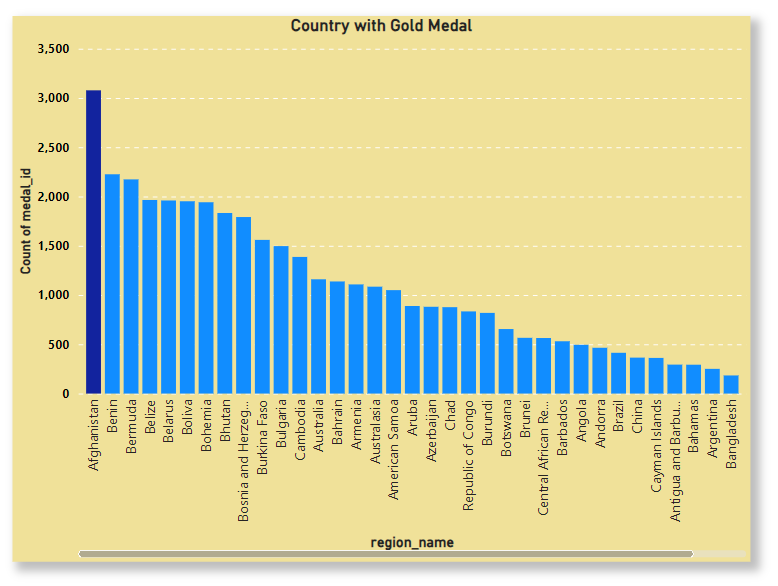 Country with Gold Medal
3,500
3,000
2,500
2,000
1,500
1,000
500
0
Count of medal_id
Afghanistan
Benin
Bermuda
Belize
Belarus
Boliva
Bohemia
Bhutan
Bosnia and Herzeg...
Burkina Faso
Bulgaria
Cambodia
Australia
Bahrain
Armenia
Australasia
American Samoa
Aruba
Azerbaijan
Chad
Republic of Congo
Burundi
Botswana
Brunei
Central African Re...
Barbados
Angola
Andorra
Brazil
China
Cayman Islands
Antigua and Barbu...
Bahamas
Argentina
Bangladesh
region_name